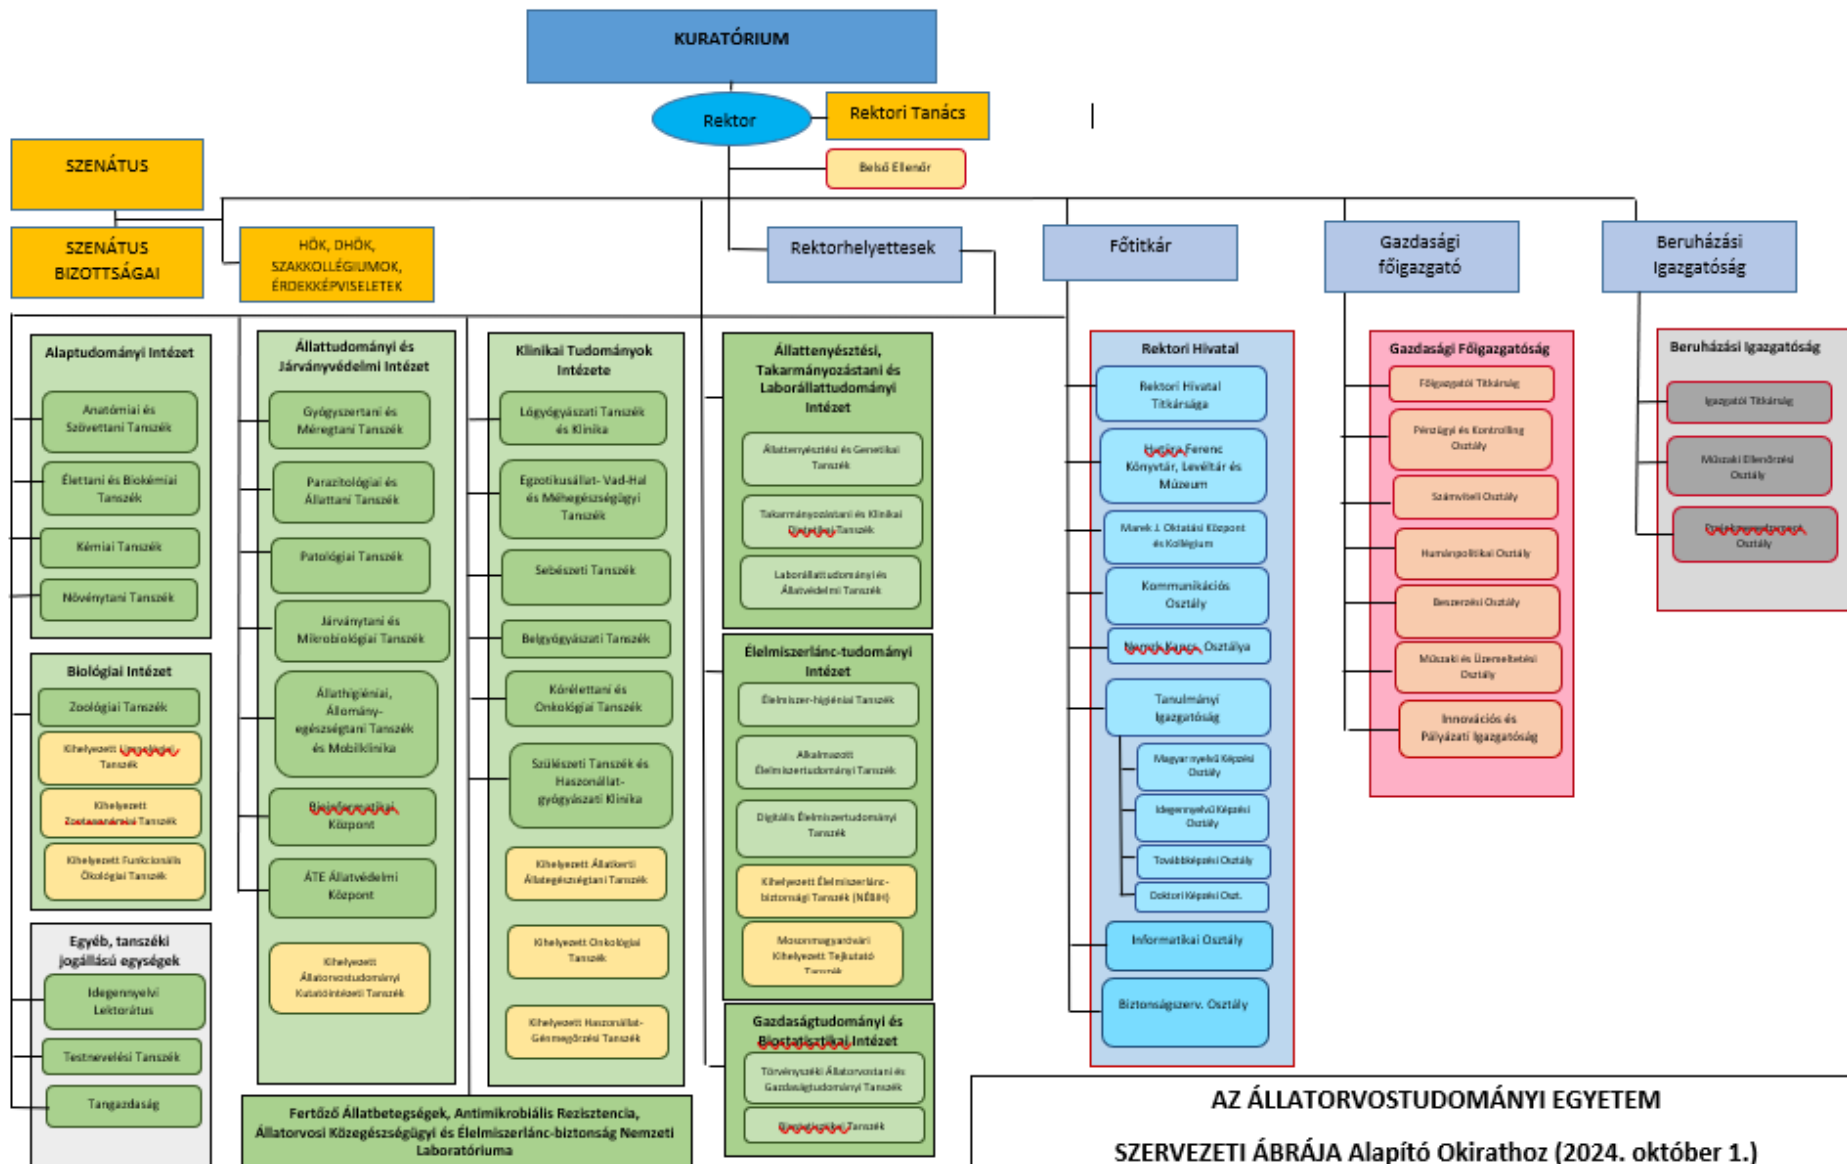 KURATÓRIUM
Rektor
Rektori Tanács
Belső Ellenőr
SZENÁTUS
SZENÁTUS
BIZOTTSÁGAI
HÖK, DHÖK,
SZAKKOLLÉGIUMOK,
ÉRDEKKÉPVISELETEK
Rektorhelyettesek
Főtitkár
Gazdasági
főigazgató
Beruházási
Igazgatóság
Alaptudományi Intézet
Anatómiai és
Szövettani Tanszék
Élettani és Biokémiai
Tanszék
Kémiai Tanszék
Növénytani Tanszék
Biológiai Intézet
Zoológiai Tanszék
Kihelyezett
Tanszék
Kihelyezett
Tanszék
Kihelyezett Funkcionális
Ökológiai Tanszék
Egyéb, tanszéki
jogállású egységek
Idegennyelvi
Lektorátus
Testnevelési Tanszék
Tangazdaság
Állattudományi és
Járványvédelmi Intézet
Gyógyszertani és
Méregtani Tanszék
Parazitológiai és
Állattani Tanszék
Patológiai Tanszék
Járványtani és
Mikrobiológiai Tanszék
Állathigiéniai,
Állomány-
egészségtani Tanszék
és Mobilklinika
Bioinformatikai
Központ
ÁTE Állatvédelmi
Központ
Kihelyezett
Állatorvostudományi
Kutatóintézeti Tanszék
Klinikai Tudományok
Intézete
Lógyógyászati Tanszék
és Klinika
Egzotikusállat- Vad-Hal
és Méhegészségügyi
Tanszék
Sebészeti Tanszék
Belgyógyászati Tanszék
Kórélettani és
Onkológiai Tanszék
Szülészeti Tanszék és
Haszonállat-
gyógyászati Klinika
Kihelyezett Állatkerti
Állategészségtani Tanszék
Kihelyezett Onkológiai
Tanszék
Kihelyezett Haszonállat-
Génmegőrzési Tanszék
Fertőző Állatbetegségek, Antimikrobiális Rezisztencia,
Állatorvosi Közegészségügyi és Élelmiszerlánc-biztonság Nemzeti
Laboratóriuma
Állattenyésztési,
Takarmányozástani és
Laborállattudományi
Intézet
Állattenyésztési és Genetikai
Tanszék
Takarmányozástani és Klinikai
Dietetikai Tanszék
Laborállattudományi és
Állatvédelmi Tanszék
Élelmiszerlánc-tudományi
Intézet
Élelmiszer-higiéniai Tanszék
Alkalmazott
Élelmiszertudományi Tanszék
Digitális Élelmiszertudományi
Tanszék
Kihelyezett Élelmiszerlánc-
biztonsági Tanszék (NÉBIH)
Mosonmagyaróvári
Kihelyezett Tejkutató
Tanszék
Gazdaságtudományi és
Biostatisztikai Intézet
Törvényszéki Állatorvostani és
Gazdaságtudományi Tanszék
Tanszék
Rektori Hivatal
Rektori Hivatal
Titkársága
Hutÿra Ferenc
Könyvtár, Levéltár és
Múzeum
Marek J. Oktatási Központ
és Kollégium
Kommunikációs
Osztály
Nemzk Kapcs. Osztálya
Tanulmányi
Igazgatóság
Magyar nyelvű Képzési
Osztály
Idegennyelvű Képzési
Osztály
Továbbképzési Osztály
Doktori Képzési Oszt.
Informatikai Osztály
Biztonságszerv. Osztály
Gazdasági Főigazgatóság
Főigazgatói Titkárság
Pénzügyi és Kontrolling
Osztály
Számviteli Osztály
Humánpolitikai Osztály
Beszerzési Osztály
Műszaki és Üzemeltetési
Osztály
Innovációs és
Pályázati Igazgatóság
Beruházási Igazgatóság
Igazgatói Titkárság
Műszaki Ellenőrzési
Osztály
Osztály
AZ ÁLLATORVOSTUDOMÁNYI EGYETEM
SZERVEZETI ÁBRÁJA Alapító Okirathoz (2024. október 1.)